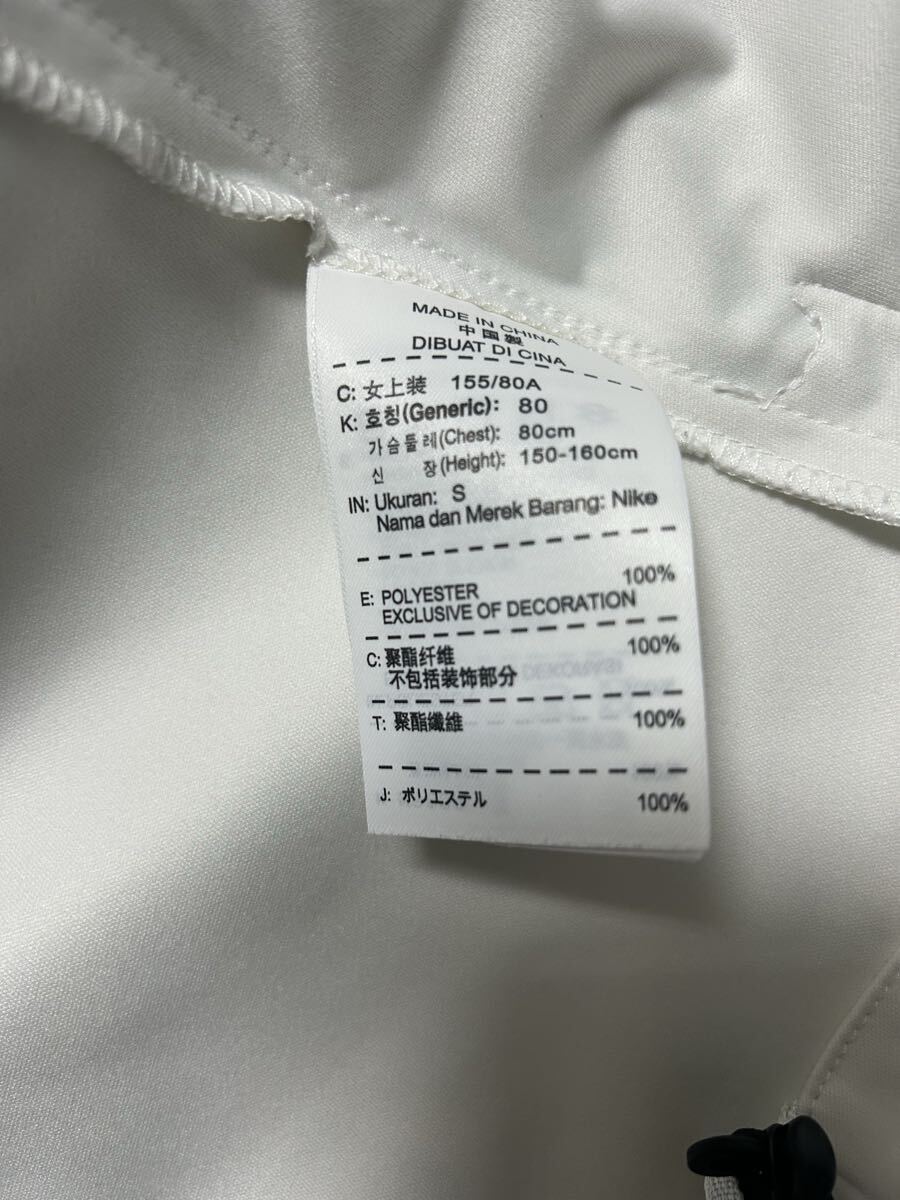 MADE IN CHINA
中国製
DIBUAT DI CINA
C: 女上装 155/80A
K: 호칭(Generic): 80
가슴둘레(Chest): 80cm
신 장(Height): 150-160cm
IN: Ukuran: S
Nama dan Merek Barang: Nike
100%
E: POLYESTER
EXCLUSIVE OF DECORATION
C: 聚酯纤维 100%
不包括装饰部分
T: 聚酯纖維 100%
J: ポリエステル 100%